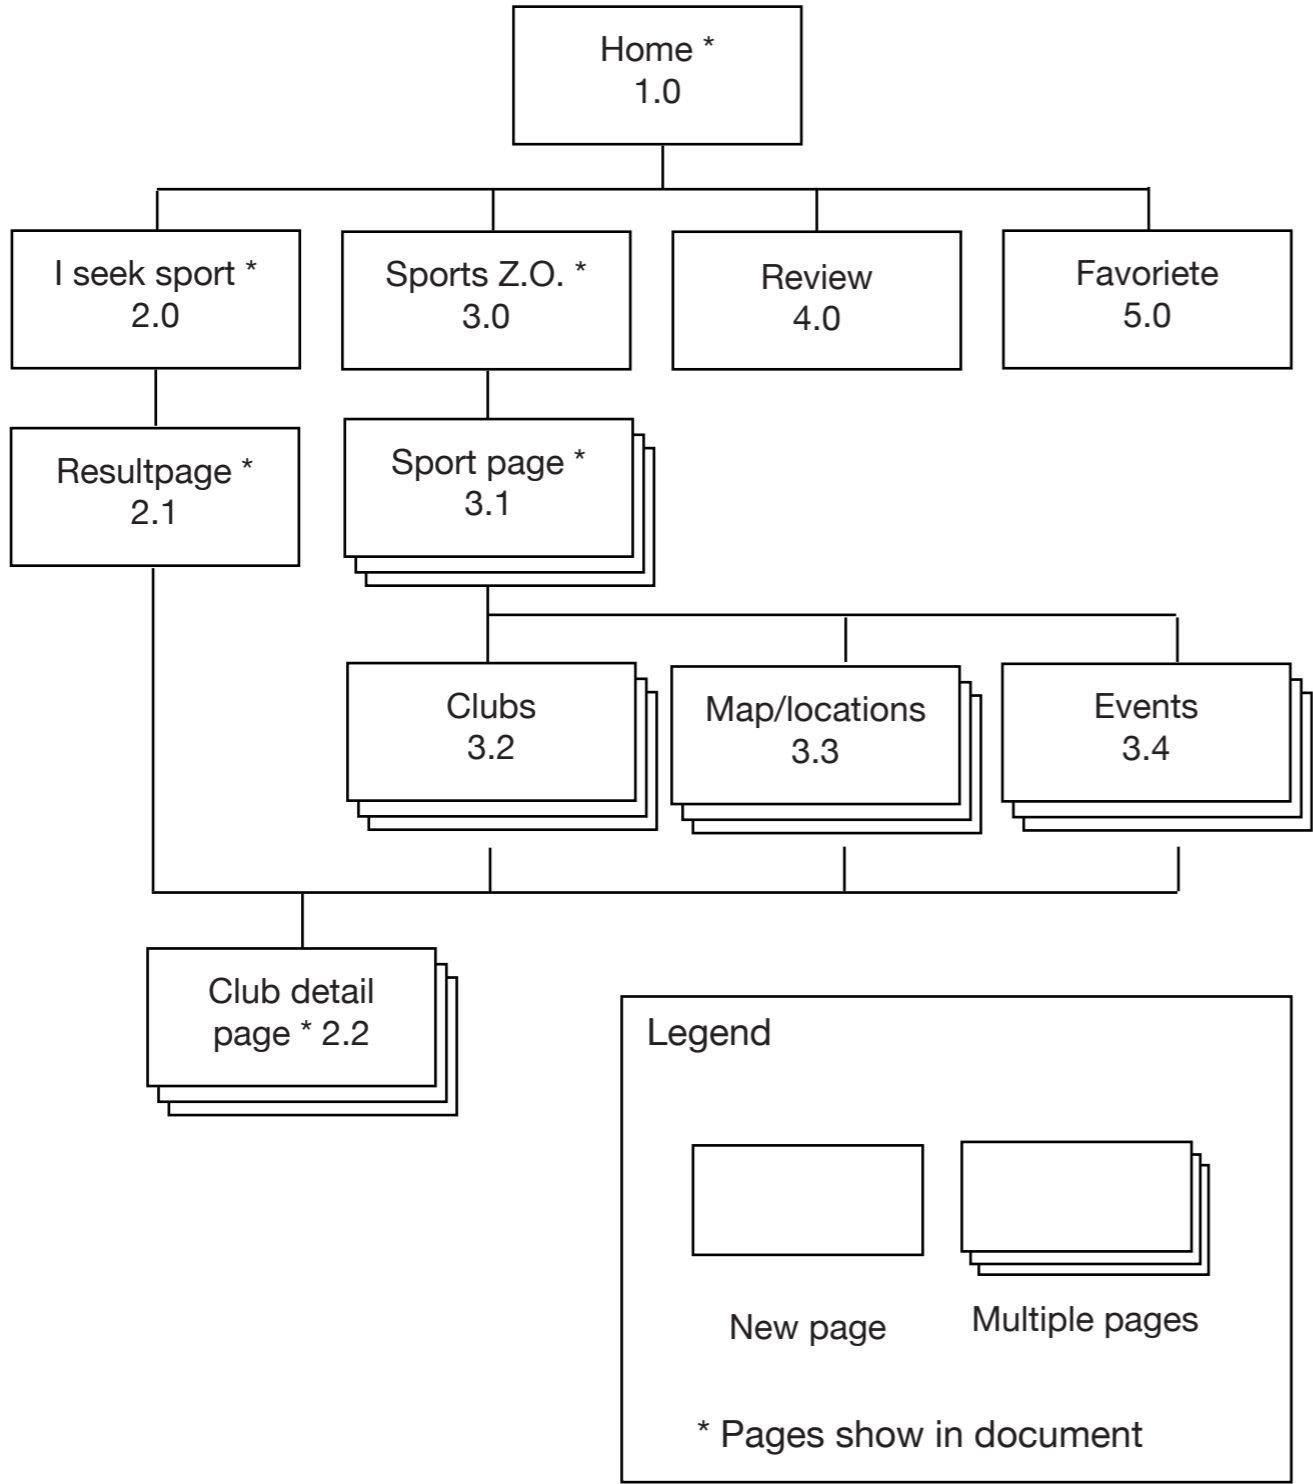 Home *
1.0
I seek sport *
2.0
Sports Z.O. *
3.0
Review
4.0
Favoriete
5.0
Resultpage *
2.1
Sport page *
3.1
Clubs
3.2
Map/locations
3.3
Events
3.4
Club detail
page * 2.2
Legend
New page
Multiple pages
* Pages show in document